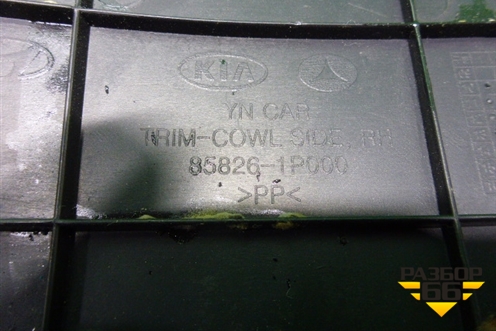 KIA
YN CAR
TRIM-COWL SIDE, RH
85826-1P000
>PP<
РАЗБОР
66